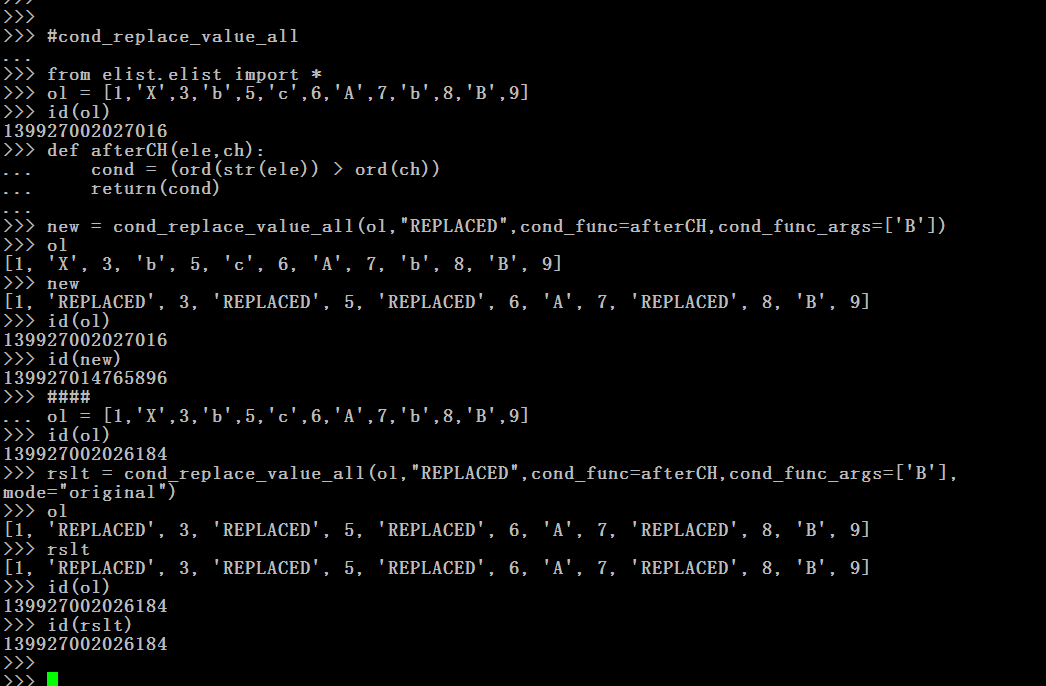 >>>
>>>
>>> #cond_replace_value_all
...
>>> from elist.elist import *
>>> ol = [1,'X',3,'b',5,'c',6,'A',7,'b',8,'B',9]
>>> id(ol)
139927002027016
>>> def afterCH(ele,ch):
...     cond = (ord(str(ele)) > ord(ch))
...     return(cond)
...
>>> new = cond_replace_value_all(ol,"REPLACED",cond_func=afterCH,cond_func_args=['B'])
>>> ol
[1, 'X', 3, 'b', 5, 'c', 6, 'A', 7, 'b', 8, 'B', 9]
>>> new
[1, 'REPLACED', 3, 'REPLACED', 5, 'REPLACED', 6, 'A', 7, 'REPLACED', 8, 'B', 9]
>>> id(ol)
139927002027016
>>> id(new)
139927014765896
>>> ####
... ol = [1,'X',3,'b',5,'c',6,'A',7,'b',8,'B',9]
>>> id(ol)
139927002026184
>>> rslt = cond_replace_value_all(ol,"REPLACED",cond_func=afterCH,cond_func_args=['B'],
mode="original")
>>> ol
[1, 'REPLACED', 3, 'REPLACED', 5, 'REPLACED', 6, 'A', 7, 'REPLACED', 8, 'B', 9]
>>> rslt
[1, 'REPLACED', 3, 'REPLACED', 5, 'REPLACED', 6, 'A', 7, 'REPLACED', 8, 'B', 9]
>>> id(ol)
139927002026184
>>> id(rslt)
139927002026184
>>>
>>>